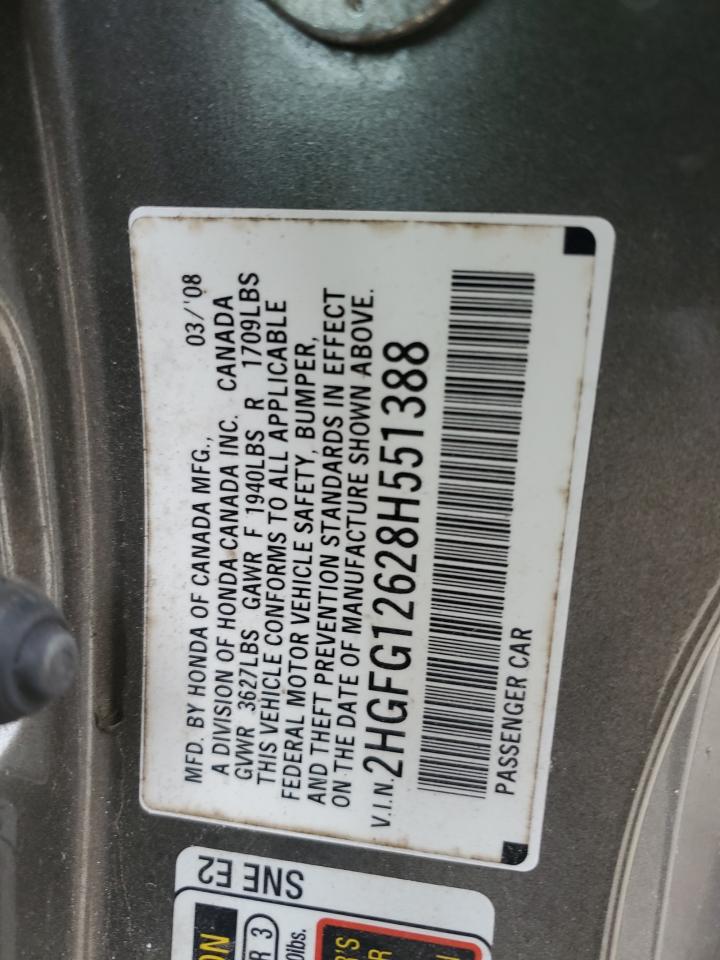 MFD. BY HONDA OF CANADA MFG., 03/'08
A DIVISION OF HONDA CANADA INC. CANADA
GVWR 3627LBS GAWR F 1940LBS R 1709LBS
THIS VEHICLE CONFORMS TO ALL APPLICABLE
FEDERAL MOTOR VEHICLE SAFETY, BUMPER,
AND THEFT PREVENTION STANDARDS IN EFFECT
ON THE DATE OF MANUFACTURE SHOWN ABOVE.
V.I.N. 2HGFG12628H551388
PASSENGER CAR
SNE E2